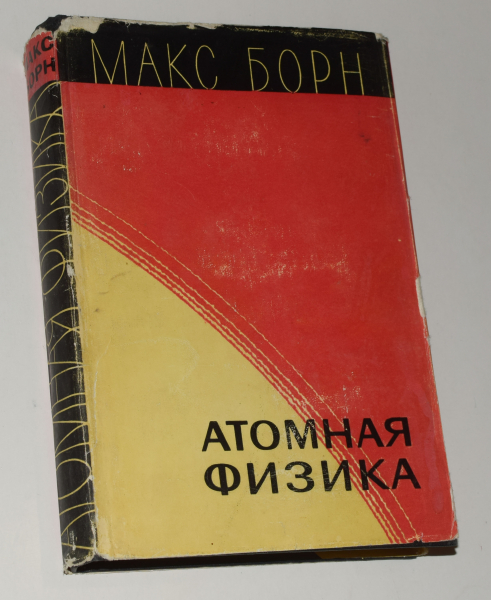 МАКС БОРН
АТОМНАЯ
ФИЗИКА
МАКС
БОРН
АТОМНАЯ ФИЗИКА